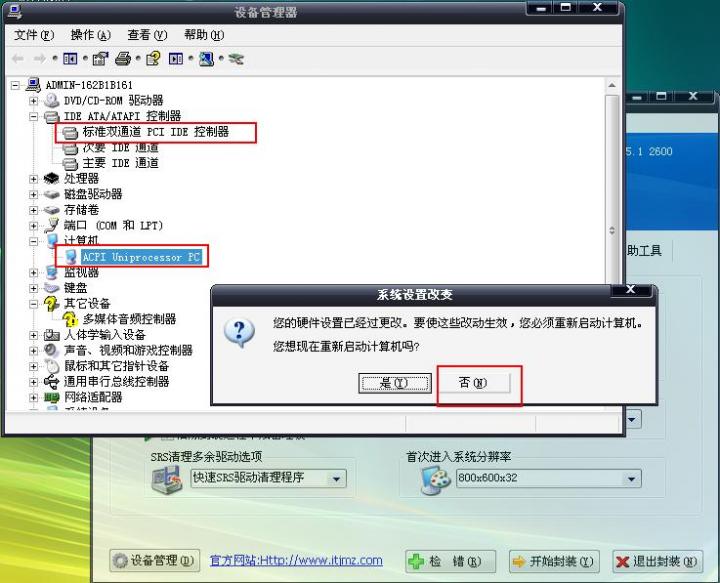 设备管理器
文件(F) 操作(A) 查看(V) 帮助(H)
ADMIN-162B1B161
DVD/CD-ROM 驱动器
IDE ATA/ATAPI 控制器
标准双通道 PCI IDE 控制器
次要 IDE 通道
主要 IDE 通道
处理器
磁盘驱动器
存储卷
端口 (COM 和 LPT)
计算机
ACPI Uniprocessor PC
监视器
键盘
其它设备
多媒体音频控制器
人体学输入设备
声音、视频和游戏控制器
鼠标和其它指针设备
通用串行总线控制器
网络适配器
5.1 2600
助工具
系统设置改变
您的硬件设置已经过更改。要使这些改动生效，您必须重新启动计算机。
您想现在重新启动计算机吗?
是(Y) 否(N)
SRS清理多余驱动选项
快速SRS驱动清理程序
首次进入系统分辨率
800x600x32
设备管理(D) 官方网站:Http://www.itjmz.com 检 错(R) 开始封装(Y) 退出封装(N)